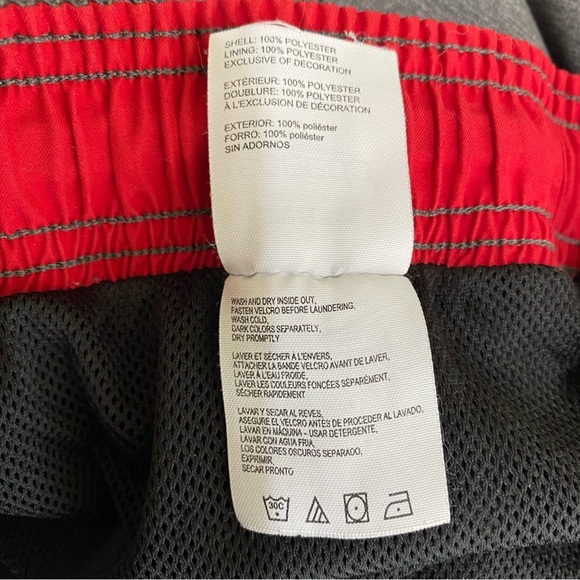 SHELL: 100% POLYESTER
LINING: 100% POLYESTER
EXCLUSIVE OF DECORATION
EXTÉRIEUR: 100% POLYESTER
DOUBLURE: 100% POLYESTER
À L'EXCLUSION DE DÉCORATION
EXTERIOR: 100% poliéster
FORRO: 100% poliéster
SIN ADORNOS
WASH AND DRY INSIDE OUT,
FASTEN VELCRO BEFORE LAUNDERING.
WASH COLD,
DARK COLORS SEPARATELY,
DRY PROMPTLY
LAVER ET SÉCHER À L'ENVERS,
ATTACHER LA BANDE VELCRO AVANT DE LAVER,
LAVER À L'EAU FROIDE,
LAVER LES COULEURS FONCÉES SÉPARÉMENT,
SÉCHER RAPIDEMENT
LAVAR Y SECAR AL REVES,
ASEGURE EL VELCRO ANTES DE PROCEDER AL LAVADO,
LAVAR EN MÁQUINA - USAR DETERGENTE,
LAVAR CON AGUA FRIA,
LOS COLORES OSCUROS SEPARADO,
EXPRIMIR
SECAR PRONTO
30C